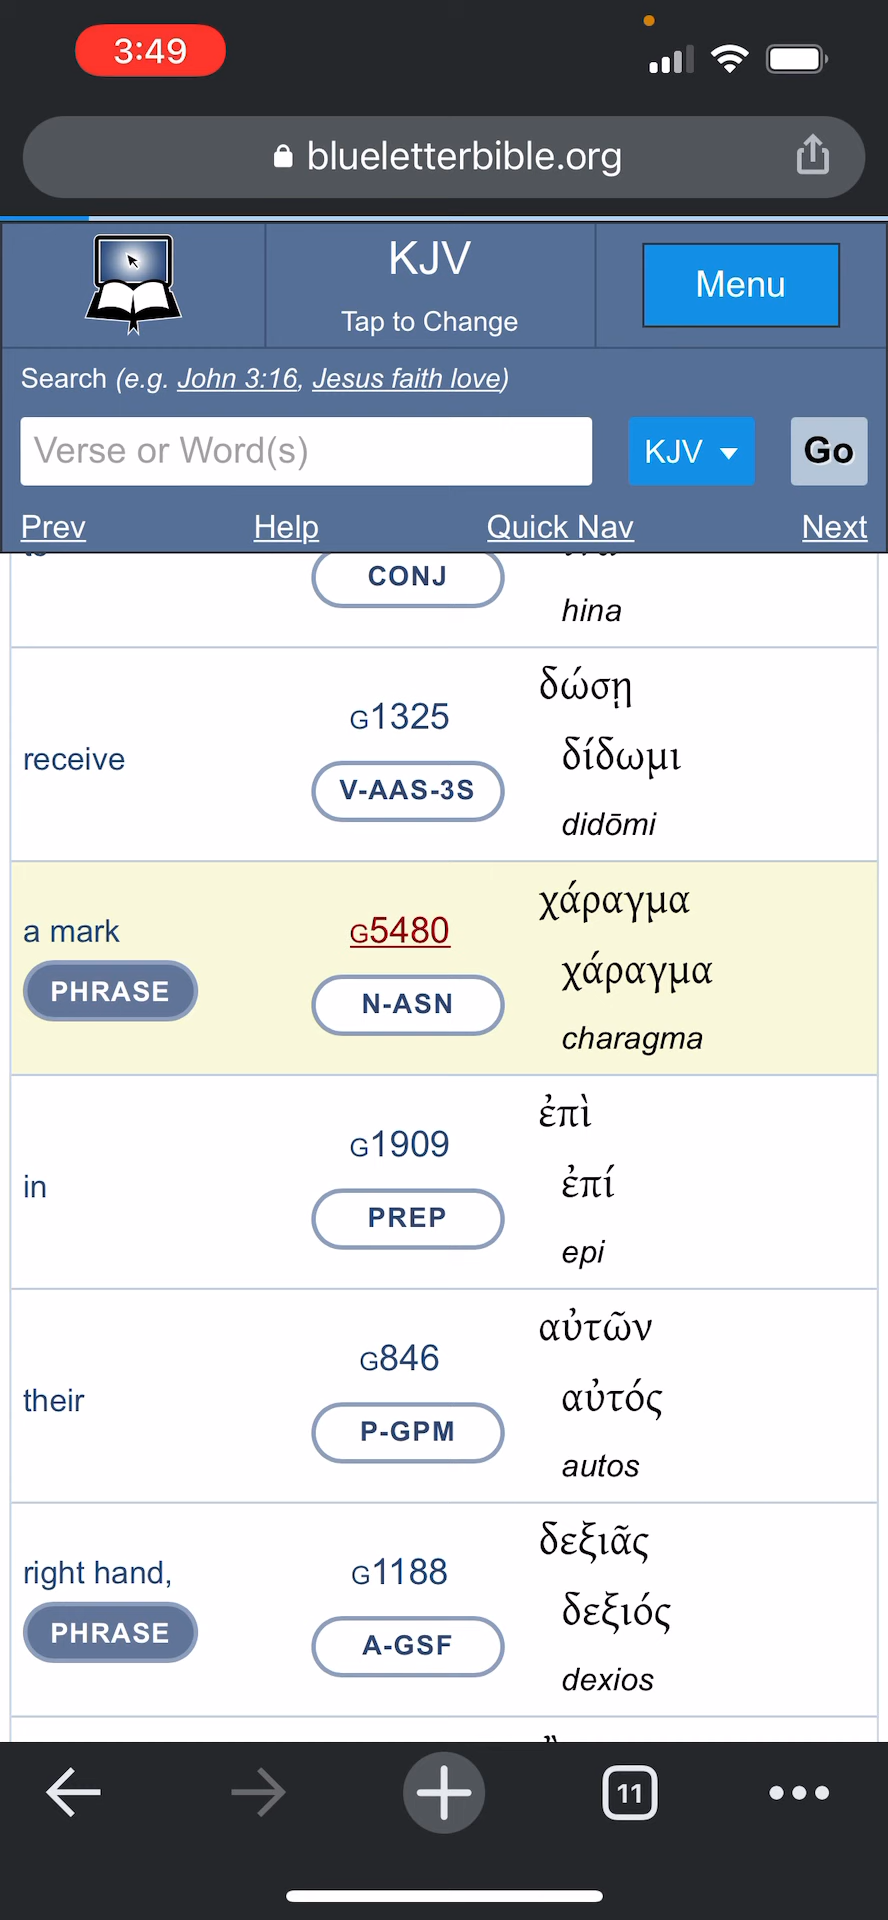 3:49
blueletterbible.org
KJV
Tap to Change
Menu
Search (e.g. John 3:16, Jesus faith love)
Verse or Word(s)
KJV
Go
Prev Help Quick Nav Next
CONJ
hina
receive
G1325
V-AAS-3S
δώσῃ
δίδωμι
didōmi
a mark
PHRASE
G5480
N-ASN
χάραγμα
χάραγμα
charagma
in
G1909
PREP
ἐπὶ
ἐπί
epi
their
G846
P-GPM
αὐτῶν
αὐτός
autos
right hand,
PHRASE
G1188
A-GSF
δεξιᾶς
δεξιός
dexios
11